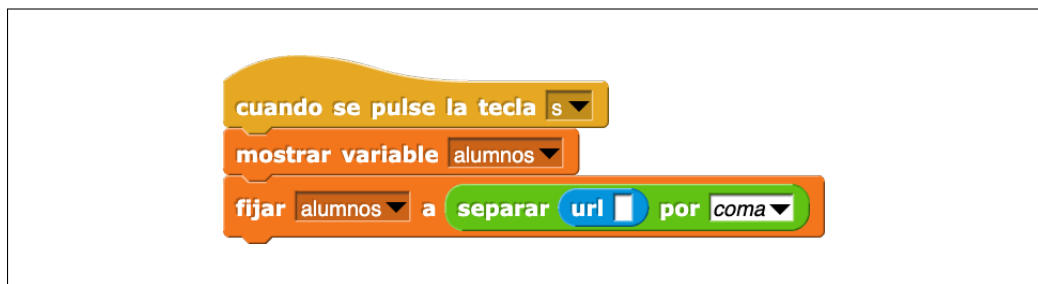 cuando se pulse la tecla s
mostrar variable alumnos
fijar alumnos a separar url por coma